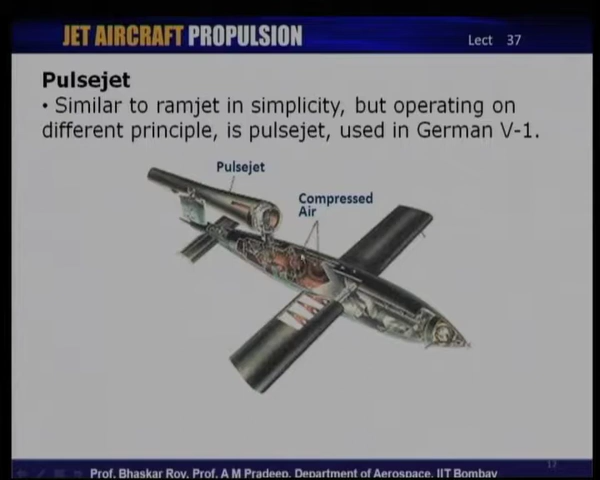 JET AIRCRAFT PROPULSION
Lect 37
Pulsejet
• Similar to ramjet in simplicity, but operating on
different principle, is pulsejet, used in German V-1.
Pulsejet
Compressed
Air
17
Prof. Bhaskar Roy, Prof. A M Pradeep, Department of Aerospace, IIT Bombay